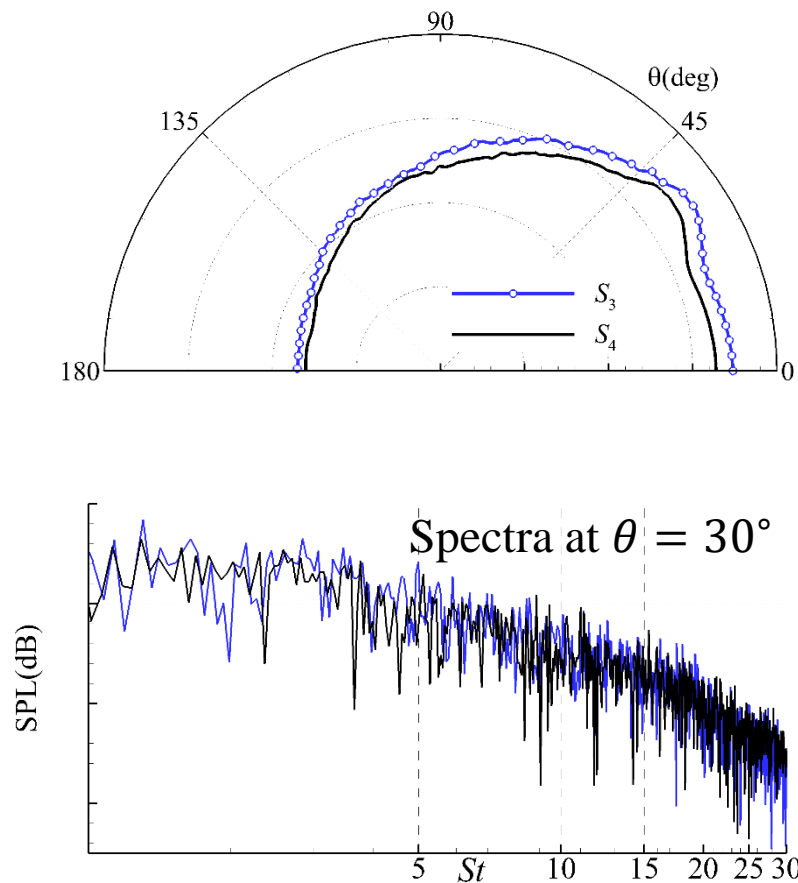 90
θ(deg)
135
45
S₃
S₄
180
0
Spectra at θ = 30°
SPL(dB)
5 St 10 15 20 25 30